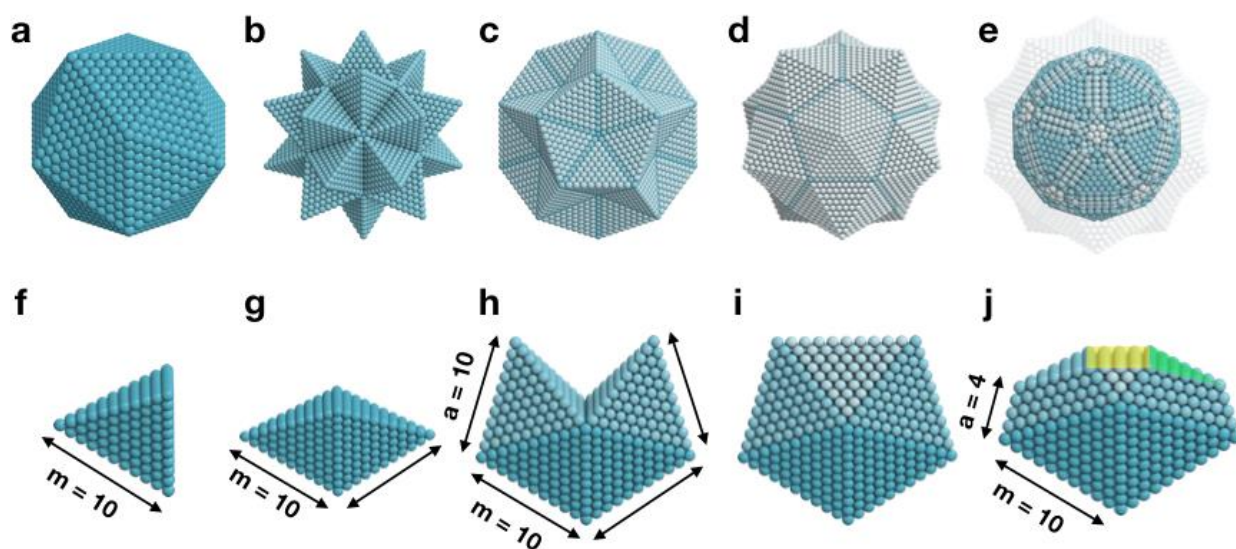 a b c d e
f g h i j
m = 10
m = 10
a = 10
m = 10
a = 4
m = 10